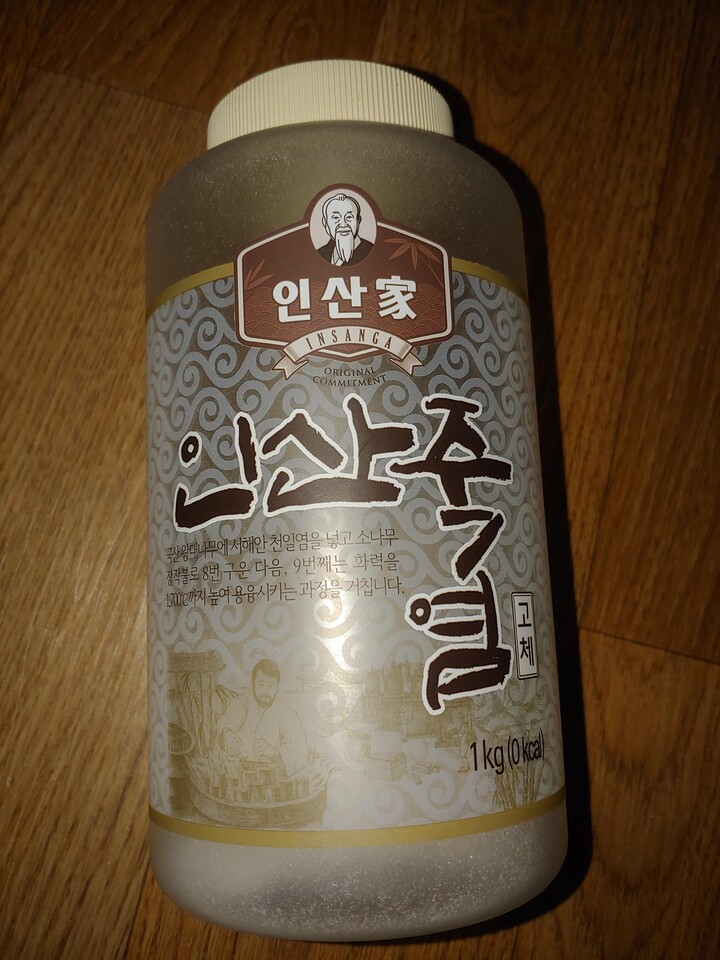 인산家
INSANGA
ORIGINAL
COMMITMENT
인산죽염
국산 왕대나무에 서해안 천일염을 넣고 소나무
장작불로 8번 구운 다음, 9번째는 화력을
1,700℃까지 높여 용융시키는 과정을 거칩니다.
고체
1kg (0 kcal)